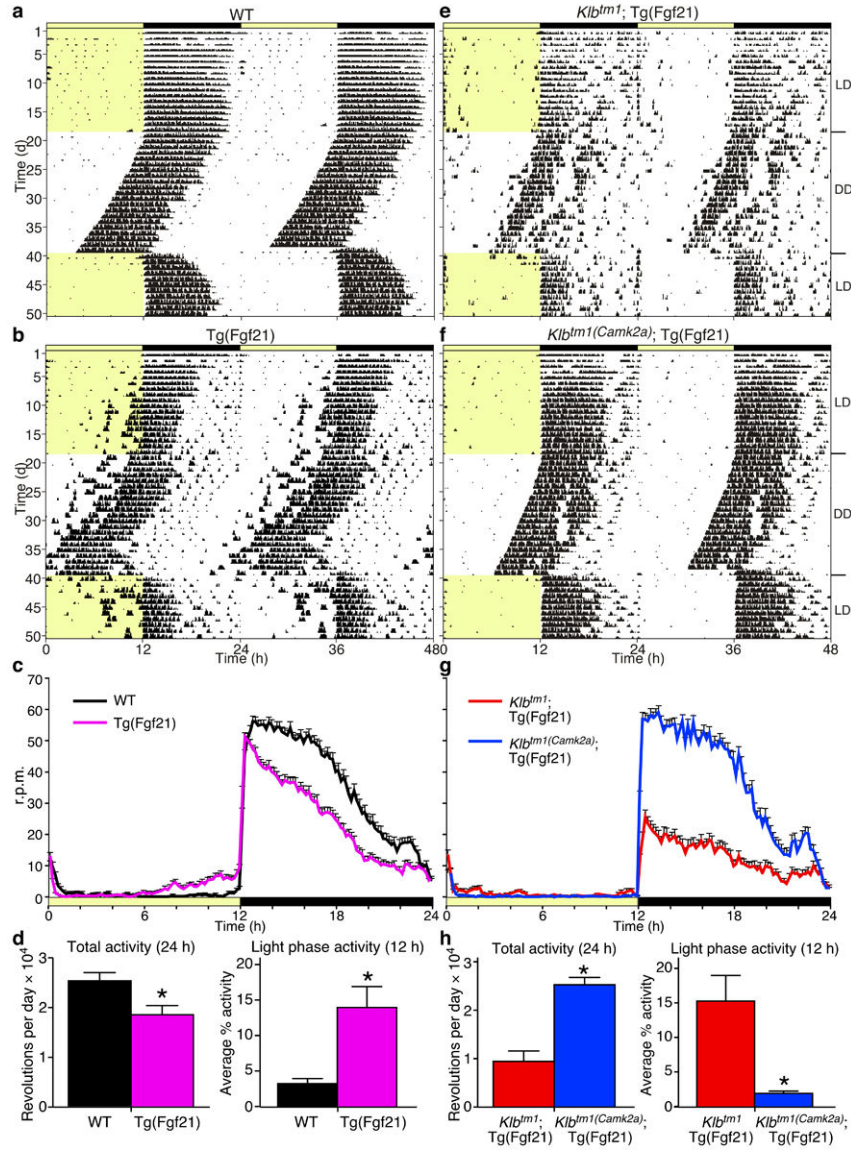 a
WT
1
5
10
15
20
25
30
35
40
45
50
Time (d)
b
Tg(Fgf21)
1
5
10
15
20
25
30
35
40
45
50
Time (d)
0 12 24 36 48
Time (h)
e
Klbtm1; Tg(Fgf21)
LD
DD
LD
f
Klbtm1(Camk2a); Tg(Fgf21)
LD
DD
LD
0 12 24 36 48
Time (h)
c
WT
Tg(Fgf21)
70
60
50
40
30
20
10
0
r.p.m.
0 6 12 18 24
Time (h)
g
Klbtm1;
Tg(Fgf21)
Klbtm1(Camk2a);
Tg(Fgf21)
0 6 12 18 24
Time (h)
d
Total activity (24 h)
Revolutions per day × 104
3
2
1
0
*
WT Tg(Fgf21)
Light phase activity (12 h)
Average % activity
20
15
10
5
0
*
WT Tg(Fgf21)
h
Total activity (24 h)
Revolutions per day × 104
3
2
1
0
*
Klbtm1; Klbtm1(Camk2a);
Tg(Fgf21) Tg(Fgf21)
Light phase activity (12 h)
Average % activity
20
15
10
5
0
*
Klbtm1 Klbtm1(Camk2a);
Tg(Fgf21) Tg(Fgf21)